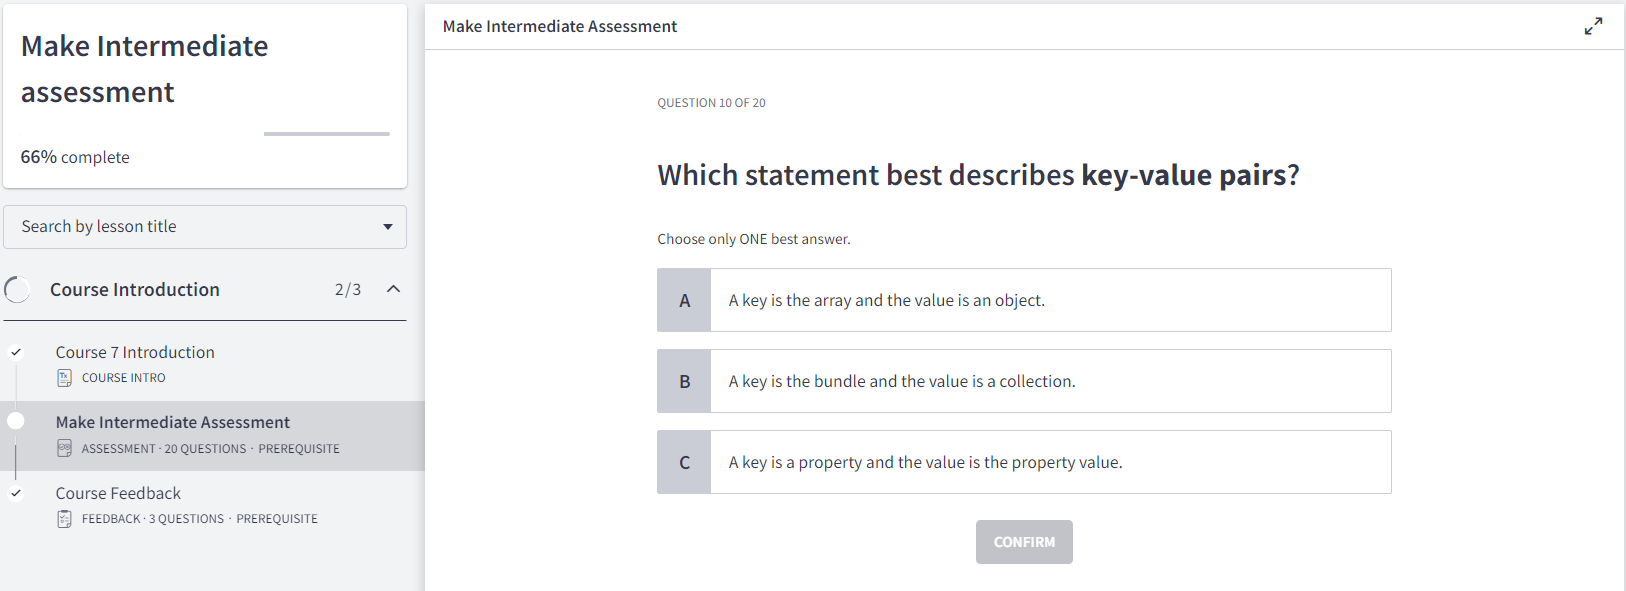 Make Intermediate
assessment
66% complete
Search by lesson title
Course Introduction 2/3
Course 7 Introduction
Tx COURSE INTRO
Make Intermediate Assessment
ASSESSMENT · 20 QUESTIONS · PREREQUISITE
Course Feedback
FEEDBACK · 3 QUESTIONS · PREREQUISITE
Make Intermediate Assessment
QUESTION 10 OF 20
Which statement best describes key-value pairs?
Choose only ONE best answer.
A A key is the array and the value is an object.
B A key is the bundle and the value is a collection.
C A key is a property and the value is the property value.
CONFIRM